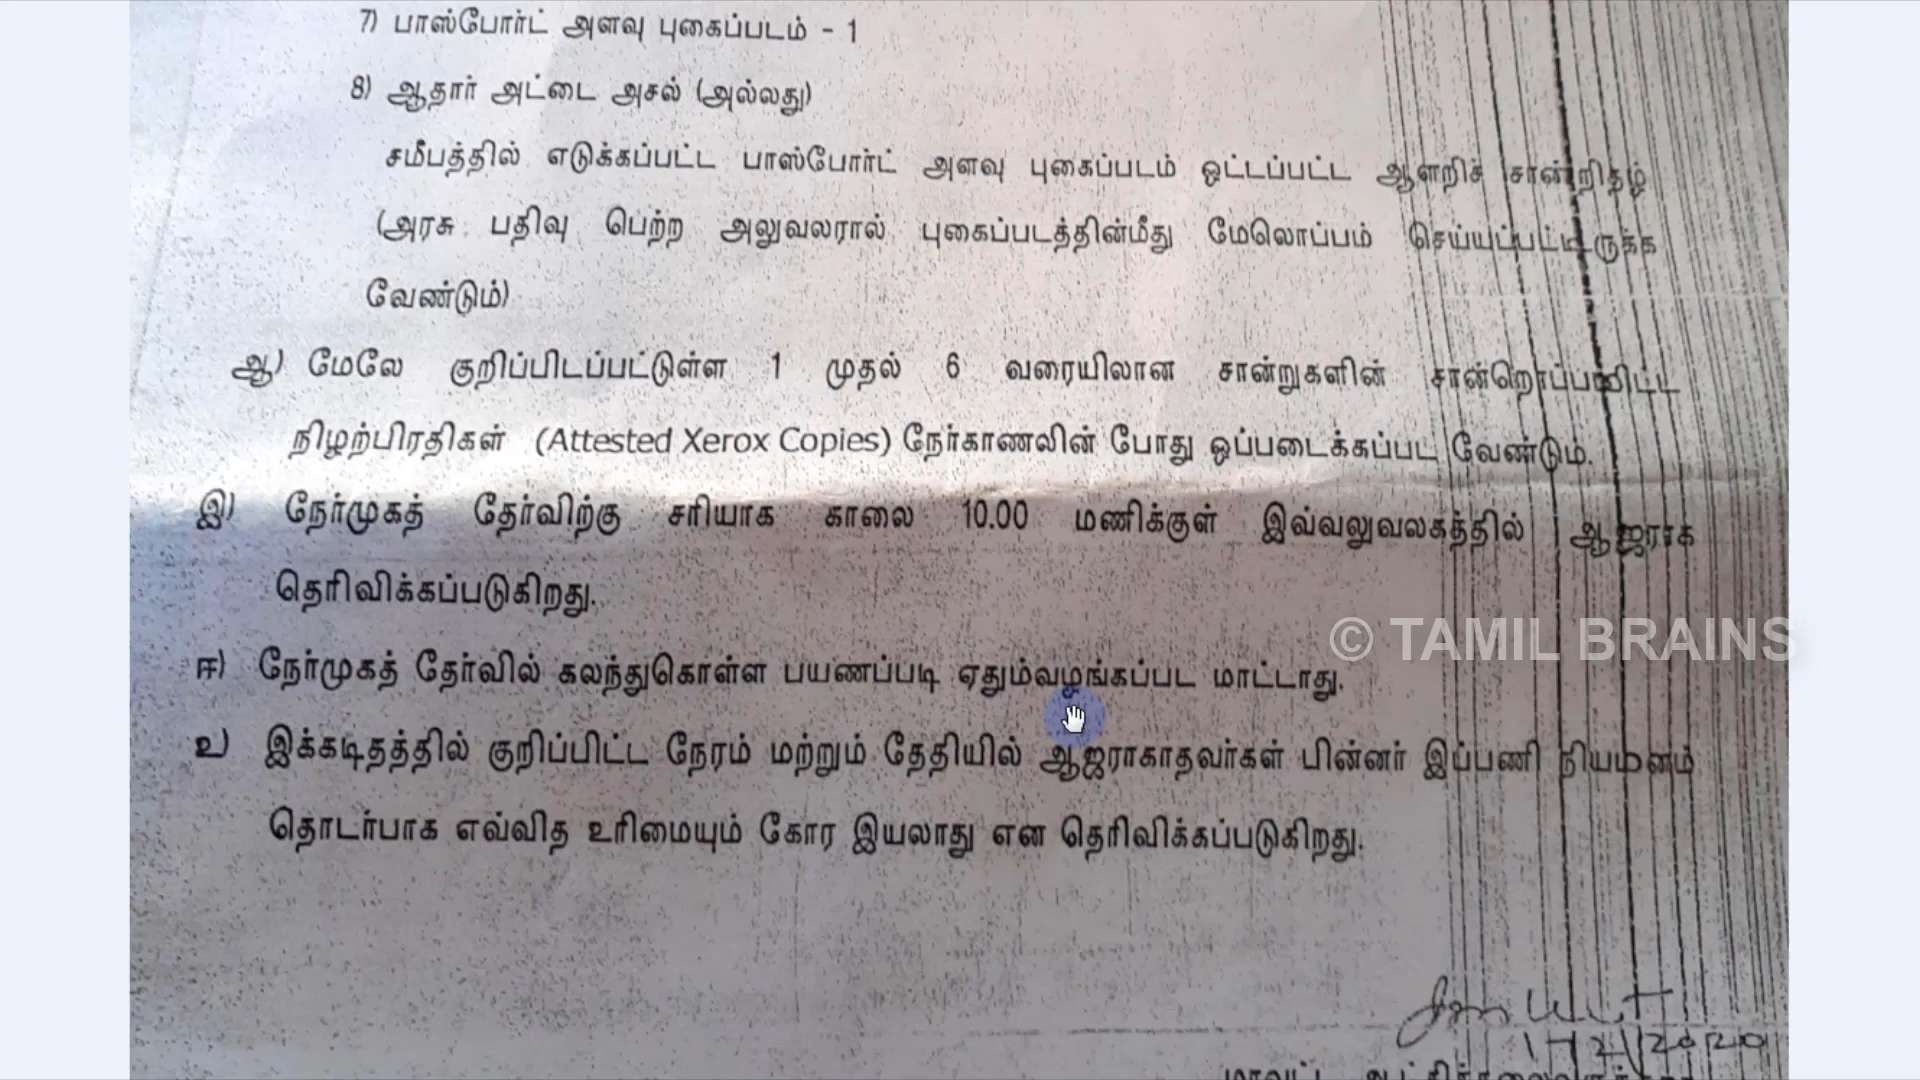 7) பாஸ்போர்ட் அளவு புகைப்படம் - 1
8) ஆதார் அட்டை அசல் (அல்லது)
சமீபத்தில் எடுக்கப்பட்ட பாஸ்போர்ட் அளவு புகைப்படம் ஒட்டப்பட்ட ஆளறிச் சான்றிதழ்
(அரசு பதிவு பெற்ற அலுவலரால் புகைப்படத்தின்மீது மேலொப்பம் செய்யப்பட்டிருக்க
வேண்டும்)
ஆ) மேலே குறிப்பிடப்பட்டுள்ள 1 முதல் 6 வரையிலான சான்றுகளின் சான்றொப்பமிட்ட
நிழற்பிரதிகள் (Attested Xerox Copies) நேர்காணலின் போது ஒப்படைக்கப்பட வேண்டும்.
இ) நேர்முகத் தேர்விற்கு சரியாக காலை 10.00 மணிக்குள் இவ்வலுவலகத்தில் ஆஜராக
தெரிவிக்கப்படுகிறது.
© TAMIL BRAINS
ஈ) நேர்முகத் தேர்வில் கலந்துகொள்ள பயணப்படி ஏதும்வழங்கப்பட மாட்டாது.
உ) இக்கடிதத்தில் குறிப்பிட்ட நேரம் மற்றும் தேதியில் ஆஜராகாதவர்கள் பின்னர் இப்பணி நியமனம்
தொடர்பாக எவ்வித உரிமையும் கோர இயலாது என தெரிவிக்கப்படுகிறது.